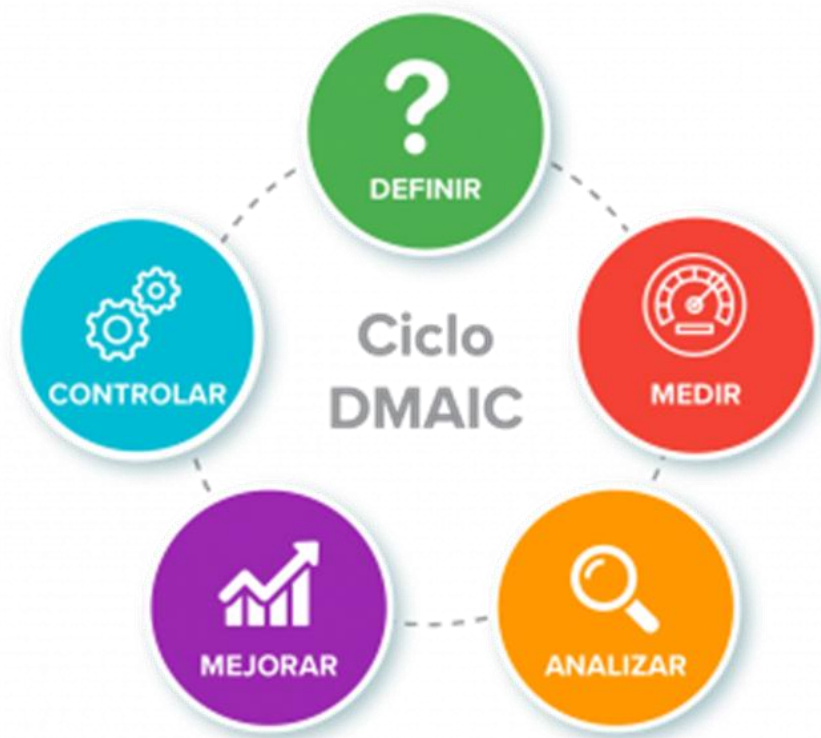 ?
DEFINIR
MEDIR
ANALIZAR
MEJORAR
CONTROLAR
Ciclo
DMAIC